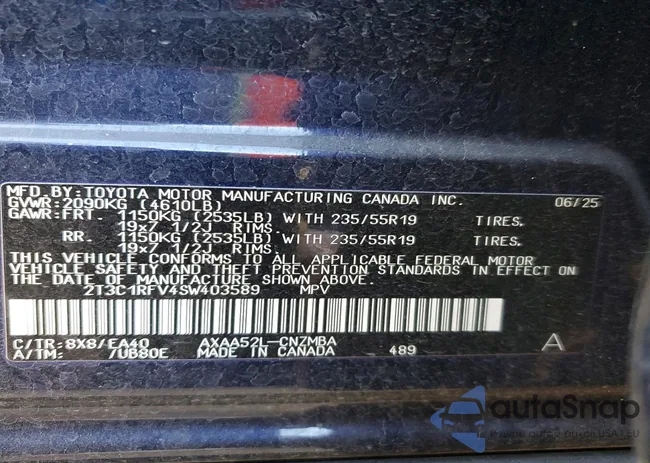 MFD.BY:TOYOTA MOTOR MANUFACTURING CANADA INC. 06/25
GVWR:2090KG (4610LB)
GAWR:FRT. 1150KG (2535LB) WITH 235/55R19 TIRES.
19x7 1/2J RIMS.
RR. 1150KG (2535LB) WITH 235/55R19 TIRES.
19x7 1/2J RIMS.
THIS VEHICLE CONFORMS TO ALL APPLICABLE FEDERAL MOTOR
VEHICLE SAFETY AND THEFT PREVENTION STANDARDS IN EFFECT ON
THE DATE OF MANUFACTURE SHOWN ABOVE.
2T3C1RFV4SW403589 MPV
C/TR:8X8/EA40 AXAA52L-CNZMBA
A/TM: /UB80E MADE IN CANADA 489 A
autoSnap